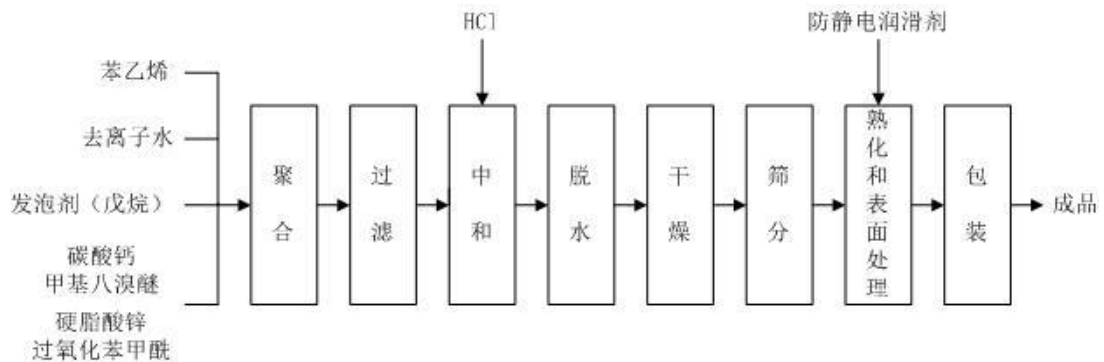 HCl
防静电润滑剂
苯乙烯
去离子水
发泡剂（戊烷）
碳酸钙
甲基八溴醚
硬脂酸锌
过氧化苯甲酰
聚合
过滤
中和
脱水
干燥
筛分
熟化和表面处理
包装
成品